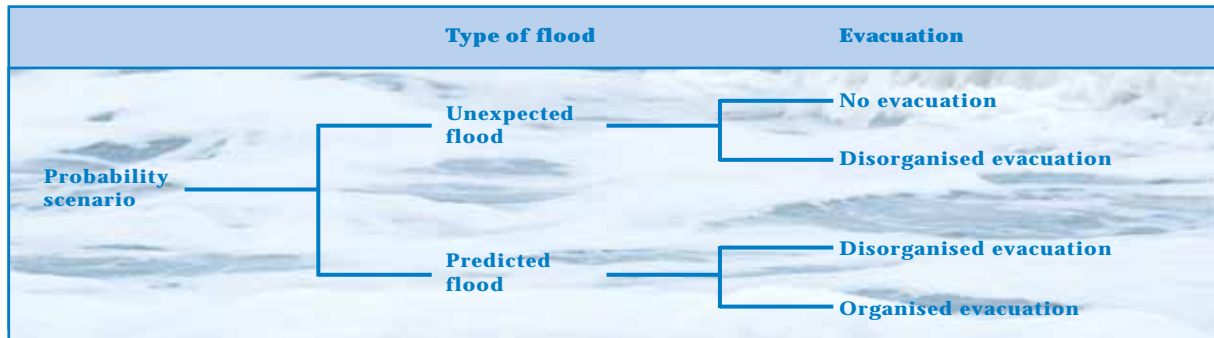 Type of flood
Evacuation
No evacuation
Unexpected
flood
Disorganised evacuation
Probability
scenario
Disorganised evacuation
Predicted
flood
Organised evacuation